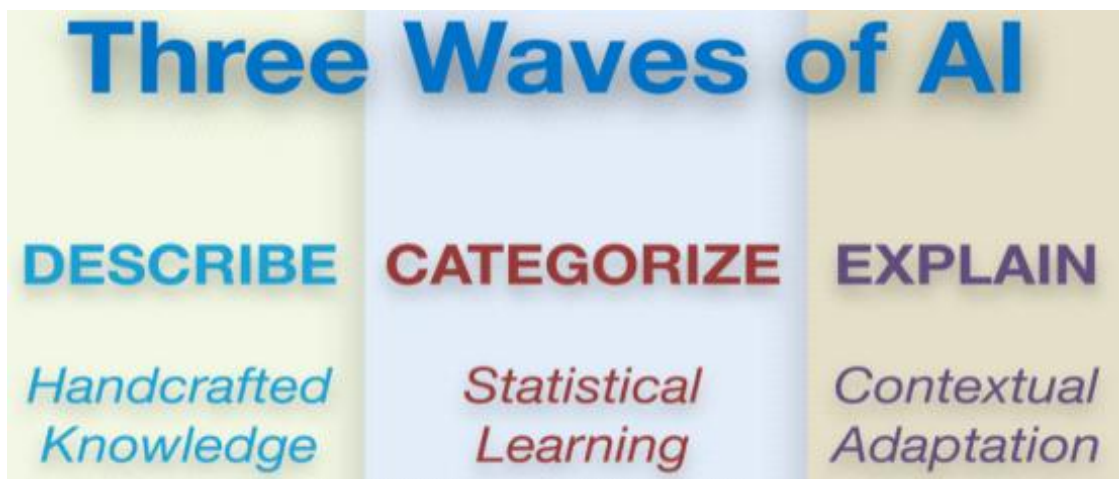 Three Waves of AI
DESCRIBE
Handcrafted
Knowledge
CATEGORIZE
Statistical
Learning
EXPLAIN
Contextual
Adaptation